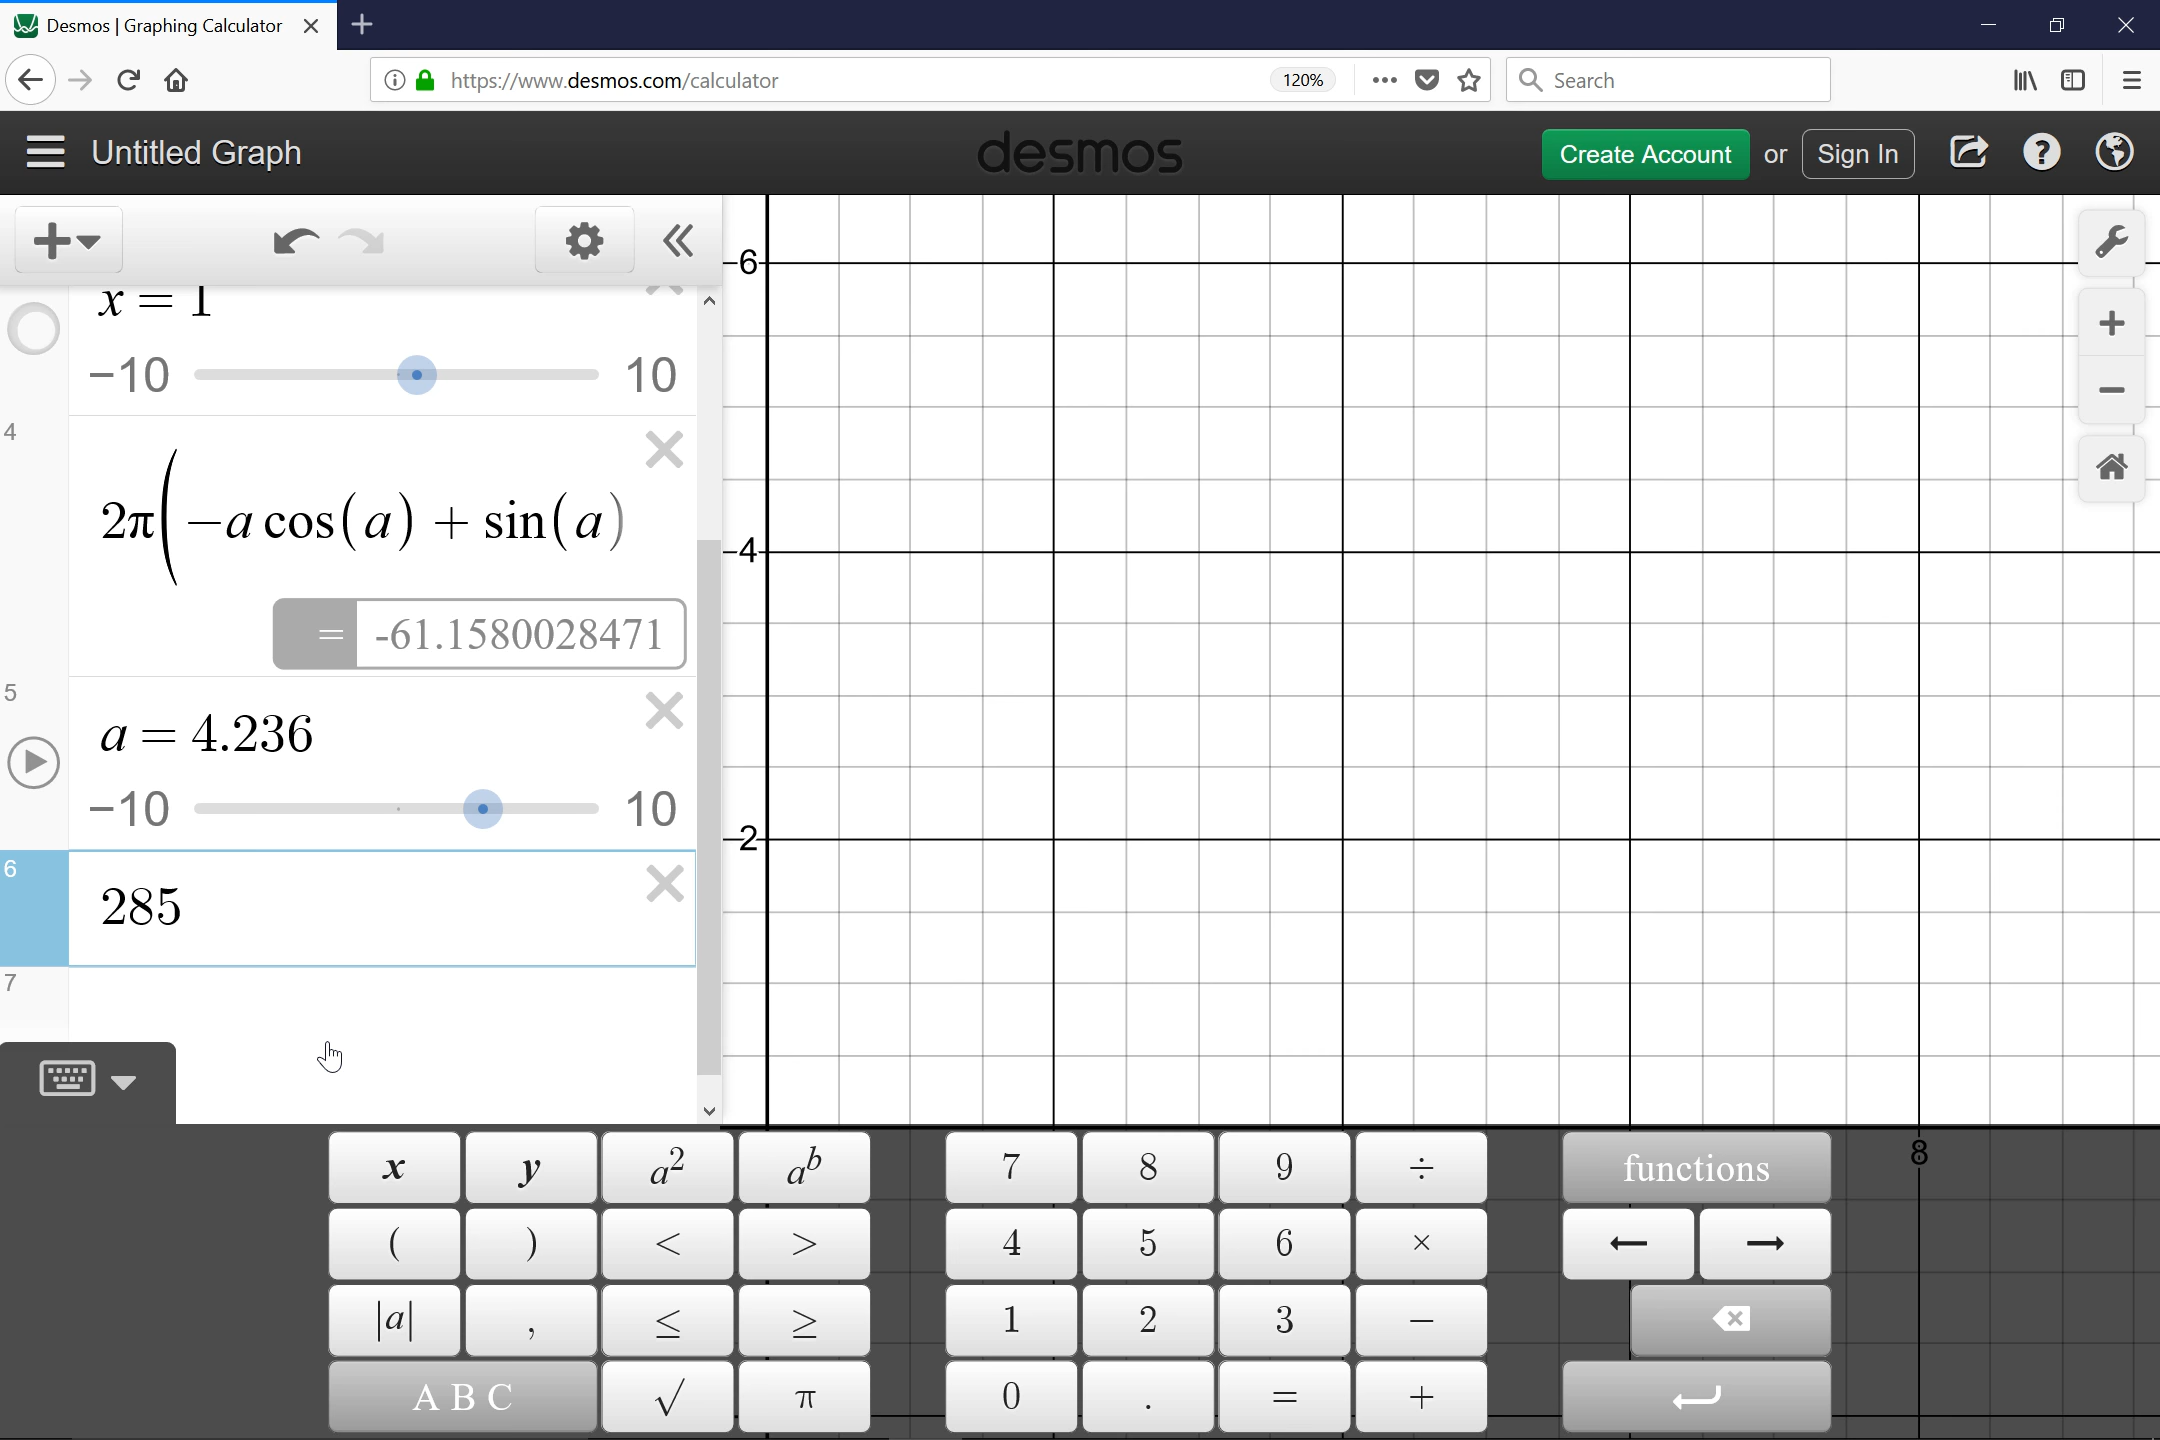 Desmos | Graphing Calculator
https://www.desmos.com/calculator 120% Search
Untitled Graph desmos Create Account or Sign In
x = 1
−10 10
4
2π(−a cos(a) + sin(a)
= -61.1580028471
5
a = 4.236
−10 10
6
285
7
6
4
2
8
x y a² aᵇ 7 8 9 ÷ functions
( ) < > 4 5 6 × ← →
|a| , ≤ ≥ 1 2 3 −
A B C √ π 0 . = +